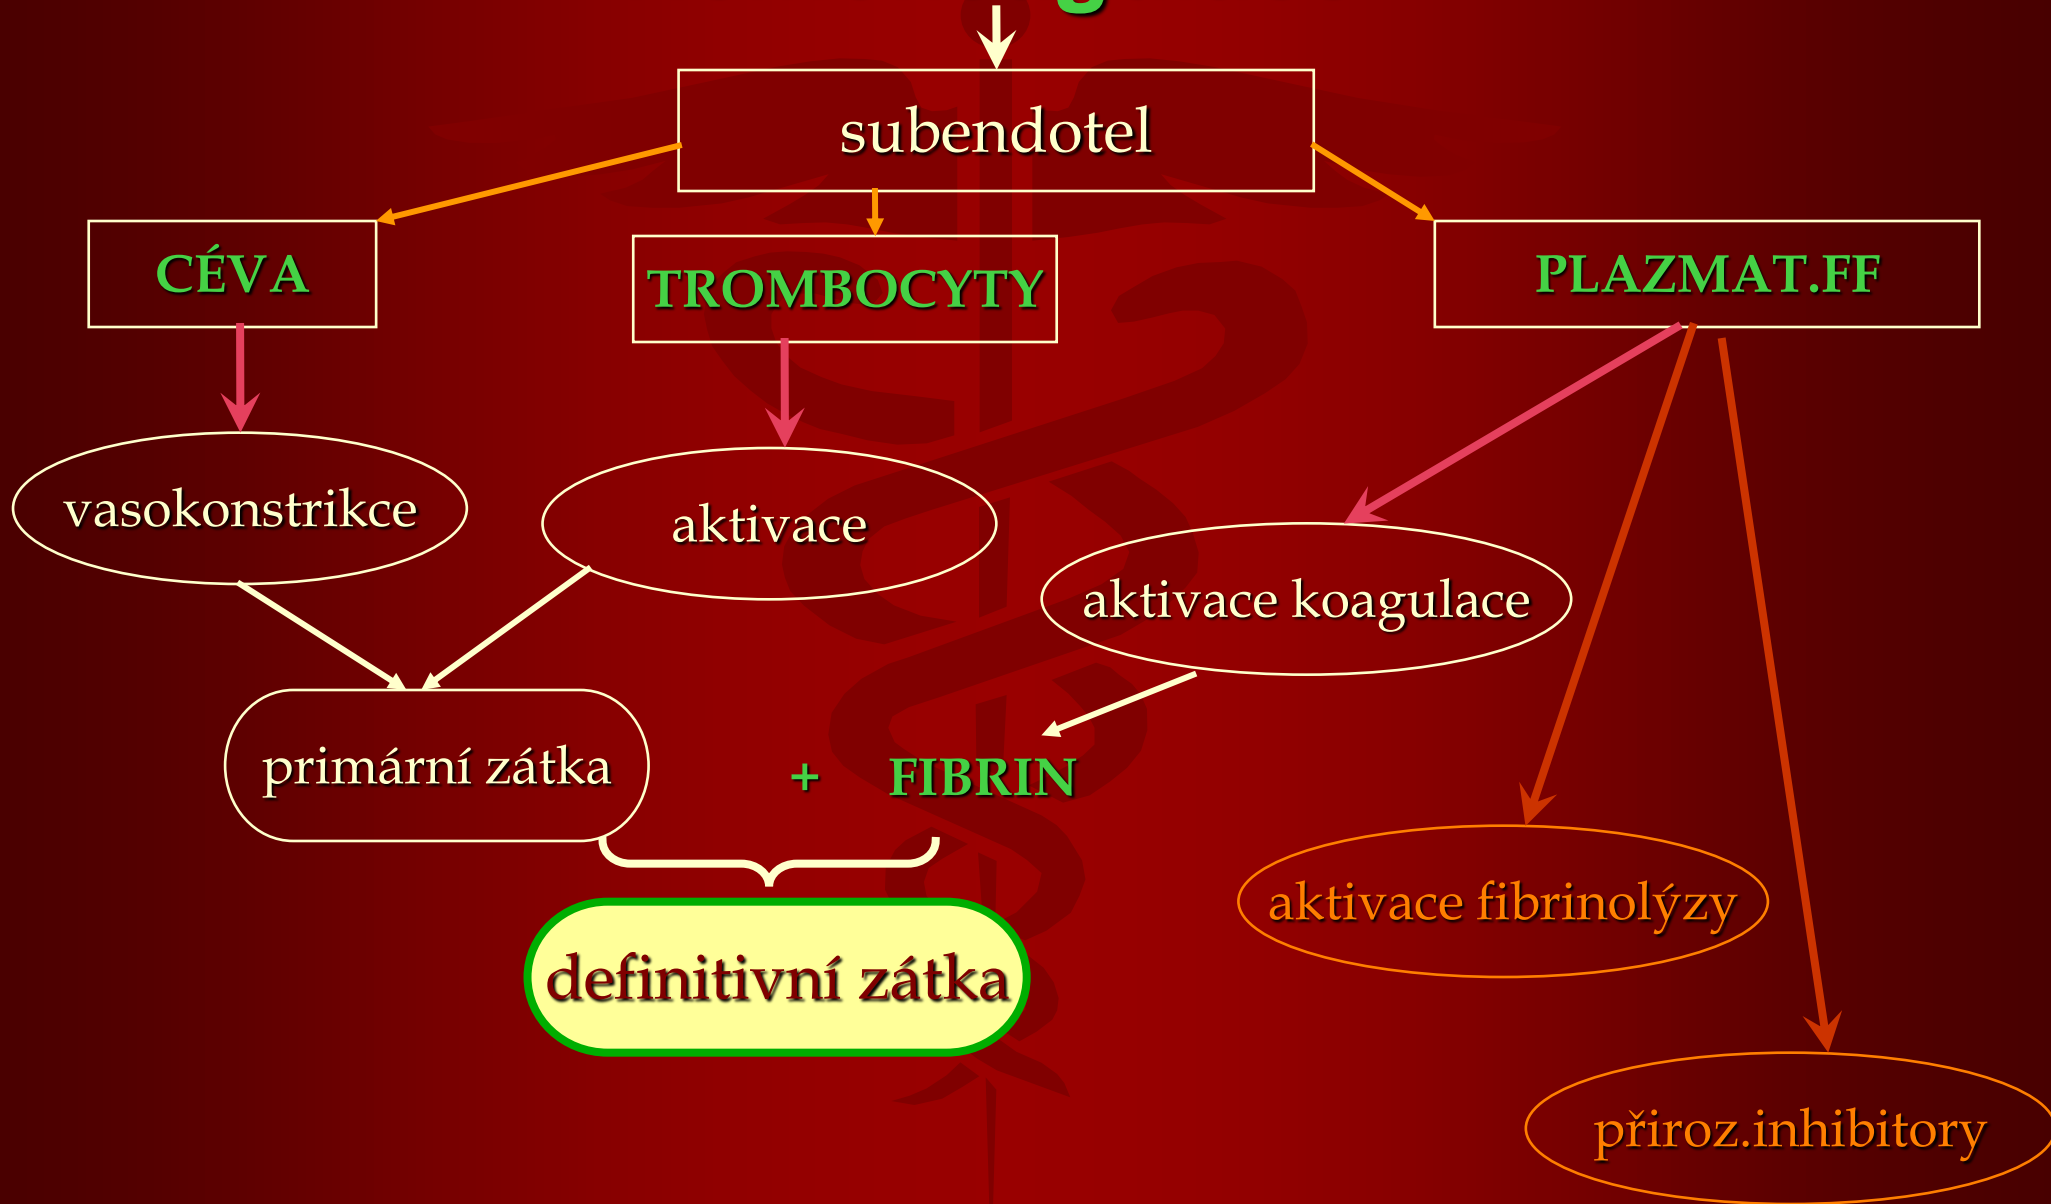 subendotel
CÉVA
TROMBOCYTY
PLAZMAT.FF
vasokonstrikce
aktivace
aktivace koagulace
primární zátka
+ FIBRIN
aktivace fibrinolýzy
definitivní zátka
přiroz.inhibitory